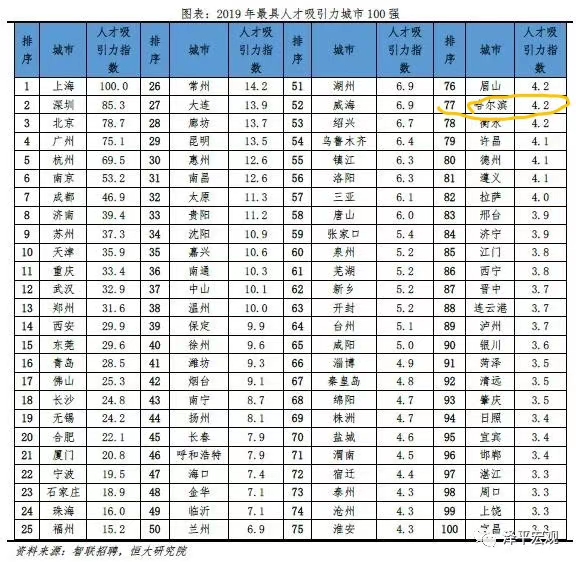 图表：2019 年最具人才吸引力城市 100 强
排序 城市 人才吸引力指数 排序 城市 人才吸引力指数 排序 城市 人才吸引力指数 排序 城市 人才吸引力指数
1 上海 100.0 26 常州 14.2 51 湖州 6.9 76 眉山 4.2
2 深圳 85.3 27 大连 13.9 52 威海 6.9 77 哈尔滨 4.2
3 北京 78.7 28 廊坊 13.7 53 绍兴 6.7 78 衡水 4.2
4 广州 75.1 29 昆明 13.5 54 乌鲁木齐 6.4 79 许昌 4.1
5 杭州 69.5 30 惠州 12.6 55 镇江 6.3 80 德州 4.1
6 南京 53.2 31 南昌 12.6 56 洛阳 6.3 81 遵义 4.1
7 成都 46.9 32 太原 11.3 57 三亚 6.1 82 拉萨 4.0
8 济南 39.4 33 贵阳 11.2 58 唐山 6.0 83 邢台 3.9
9 苏州 37.3 34 沈阳 10.9 59 张家口 5.4 84 济宁 3.9
10 天津 35.9 35 嘉兴 10.6 60 泉州 5.2 85 江门 3.8
11 重庆 33.4 36 南通 10.3 61 芜湖 5.2 86 西宁 3.8
12 武汉 32.9 37 中山 10.1 62 新乡 5.2 87 晋中 3.7
13 郑州 31.6 38 温州 10.0 63 开封 5.2 88 连云港 3.7
14 西安 29.9 39 保定 9.9 64 台州 5.1 89 泸州 3.7
15 东莞 29.6 40 徐州 9.6 65 咸阳 5.0 90 银川 3.6
16 青岛 28.5 41 潍坊 9.3 66 淄博 4.9 91 菏泽 3.5
17 佛山 25.3 42 烟台 9.1 67 秦皇岛 4.8 92 清远 3.5
18 长沙 24.8 43 南宁 8.7 68 绵阳 4.7 93 肇庆 3.5
19 无锡 24.2 44 扬州 8.1 69 株洲 4.7 94 日照 3.4
20 合肥 22.1 45 长春 7.9 70 盐城 4.6 95 宜宾 3.4
21 厦门 20.8 46 呼和浩特 7.9 71 渭南 4.5 96 邯郸 3.4
22 宁波 19.5 47 海口 7.4 72 宿迁 4.4 97 湛江 3.3
23 石家庄 18.9 48 金华 7.1 73 泰州 4.3 98 周口 3.3
24 珠海 16.0 49 临沂 7.1 74 沧州 4.3 99 上饶 3.3
25 福州 15.2 50 兰州 6.9 75 淮安 4.3 100 宜昌 3.3
资料来源：智联招聘，恒大研究院
泽平宏观